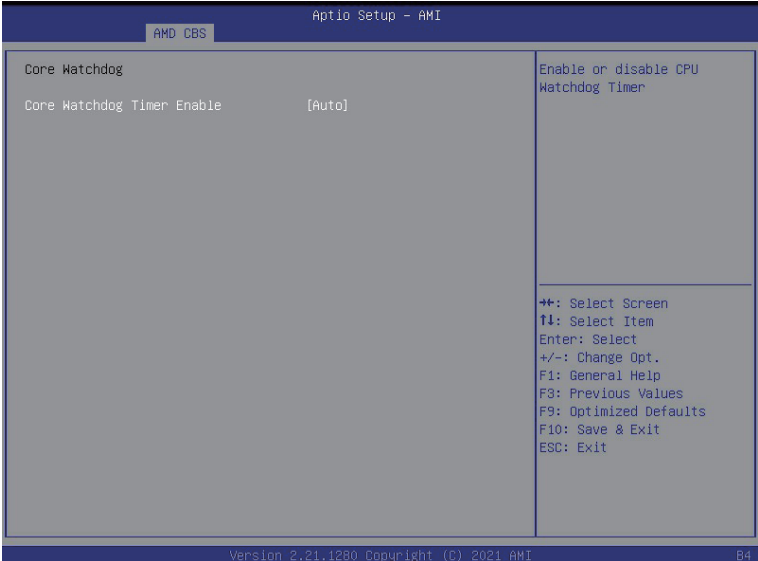 Aptio Setup – AMI
AMD CBS
Core Watchdog
Core Watchdog Timer Enable [Auto]
Enable or disable CPU
Watchdog Timer
→←: Select Screen
↑↓: Select Item
Enter: Select
+/-: Change Opt.
F1: General Help
F3: Previous Values
F9: Optimized Defaults
F10: Save & Exit
ESC: Exit
Version 2.21.1280 Copyright (C) 2021 AMI
B4